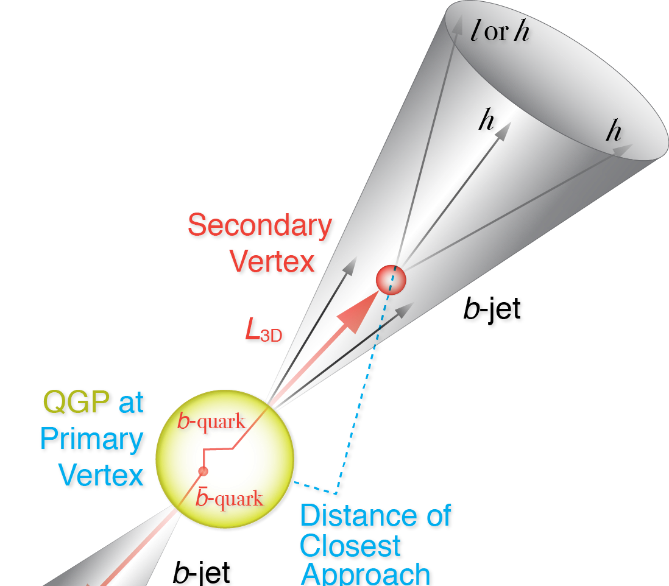 l or h
h
h
Secondary
Vertex
b-jet
L3D
QGP at
Primary
Vertex
b-quark
b̄-quark
Distance of
Closest
Approach
b-jet